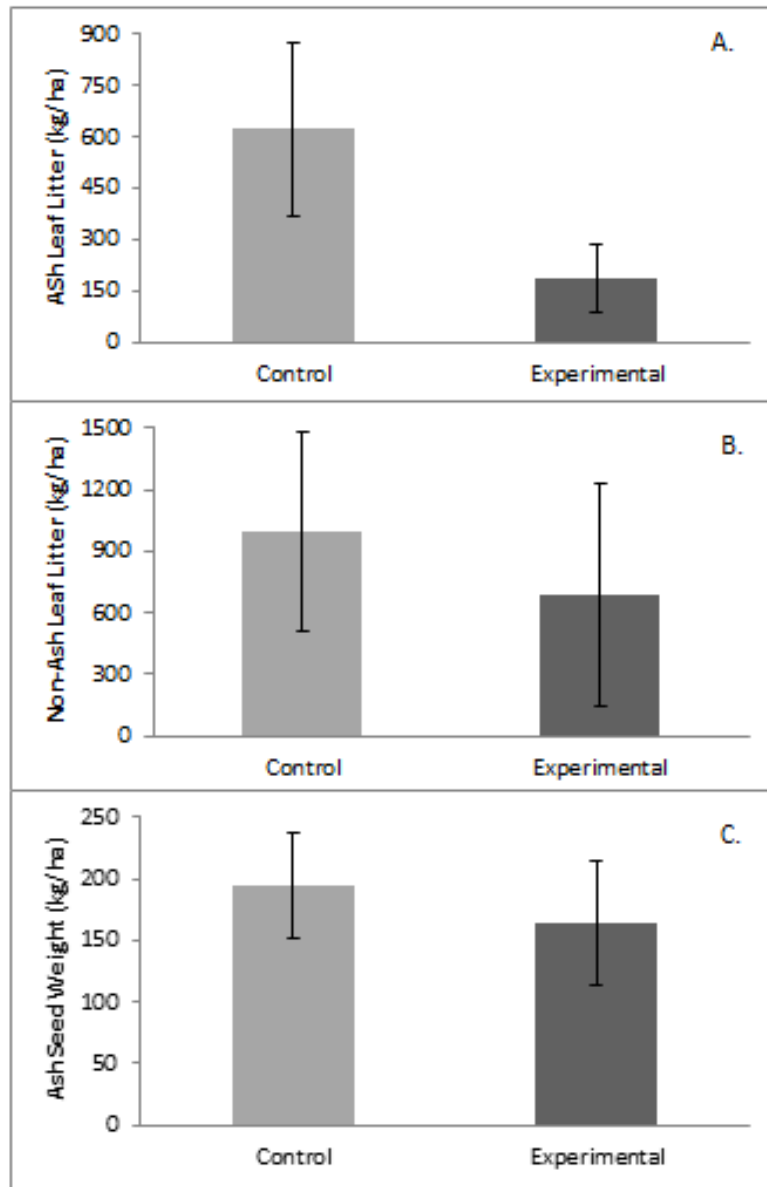 A.
ASh Leaf Litter (kg/ha)
900
750
600
450
300
150
0
Control Experimental
B.
Non-Ash Leaf Litter (kg/ha)
1500
1200
900
600
300
0
Control Experimental
C.
Ash Seed Weight (kg/ha)
250
200
150
100
50
0
Control Experimental